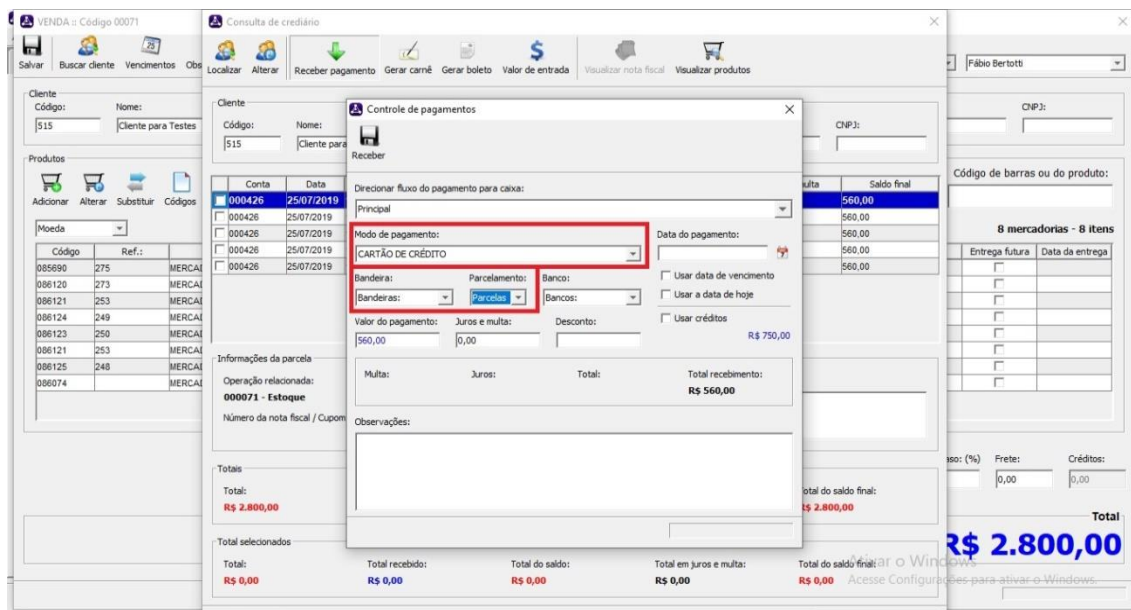 VENDA :: Código 00071
Salvar
Buscar cliente
Vencimentos
Obs
Cliente
Código:
Nome:
515
Cliente para Testes
Produtos
Adicionar
Alterar
Substituir
Códigos
Moeda
Código
Ref.:
085690 275 MERCAD
086120 273 MERCAD
086121 253 MERCAD
086124 249 MERCAD
086123 250 MERCAD
086121 253 MERCAD
086125 248 MERCAD
086074 MERCAD
Consulta de crediário
Localizar
Alterar
Receber pagamento
Gerar carnê
Gerar boleto
Valor de entrada
Visualizar nota fiscal
Visualizar produtos
Cliente
Código:
Nome:
CNPJ:
515
Cliente para
Conta
Data
ulta
Saldo final
000426 25/07/2019 560,00
000426 25/07/2019 560,00
000426 25/07/2019 560,00
000426 25/07/2019 560,00
000426 25/07/2019 560,00
Informações da parcela
Operação relacionada:
000071 - Estoque
Número da nota fiscal / Cupom
Totais
Total:
R$ 2.800,00
Total do saldo final:
R$ 2.800,00
Total selecionados
Total:
Total recebido:
Total do saldo:
Total em juros e multa:
Total do saldo final:
R$ 0,00
R$ 0,00
R$ 0,00
R$ 0,00
R$ 0,00
Controle de pagamentos
Receber
Direcionar fluxo do pagamento para caixa:
Principal
Modo de pagamento:
CARTÃO DE CRÉDITO
Data do pagamento:
Bandeira:
Parcelamento:
Banco:
Bandeiras:
Parcelas
Bancos:
Usar data de vencimento
Usar a data de hoje
Usar créditos
R$ 750,00
Valor do pagamento:
Juros e multa:
Desconto:
560,00
0,00
Multa:
Juros:
Total:
Total recebimento:
R$ 560,00
Observações:
Fábio Bertotti
CNPJ:
Código de barras ou do produto:
8 mercadorias - 8 itens
Entrega futura
Data da entrega
aso: (%)
Frete:
Créditos:
0,00
0,00
Total
R$ 2.800,00
Ativar o Windows
Acesse Configurações para ativar o Windows.